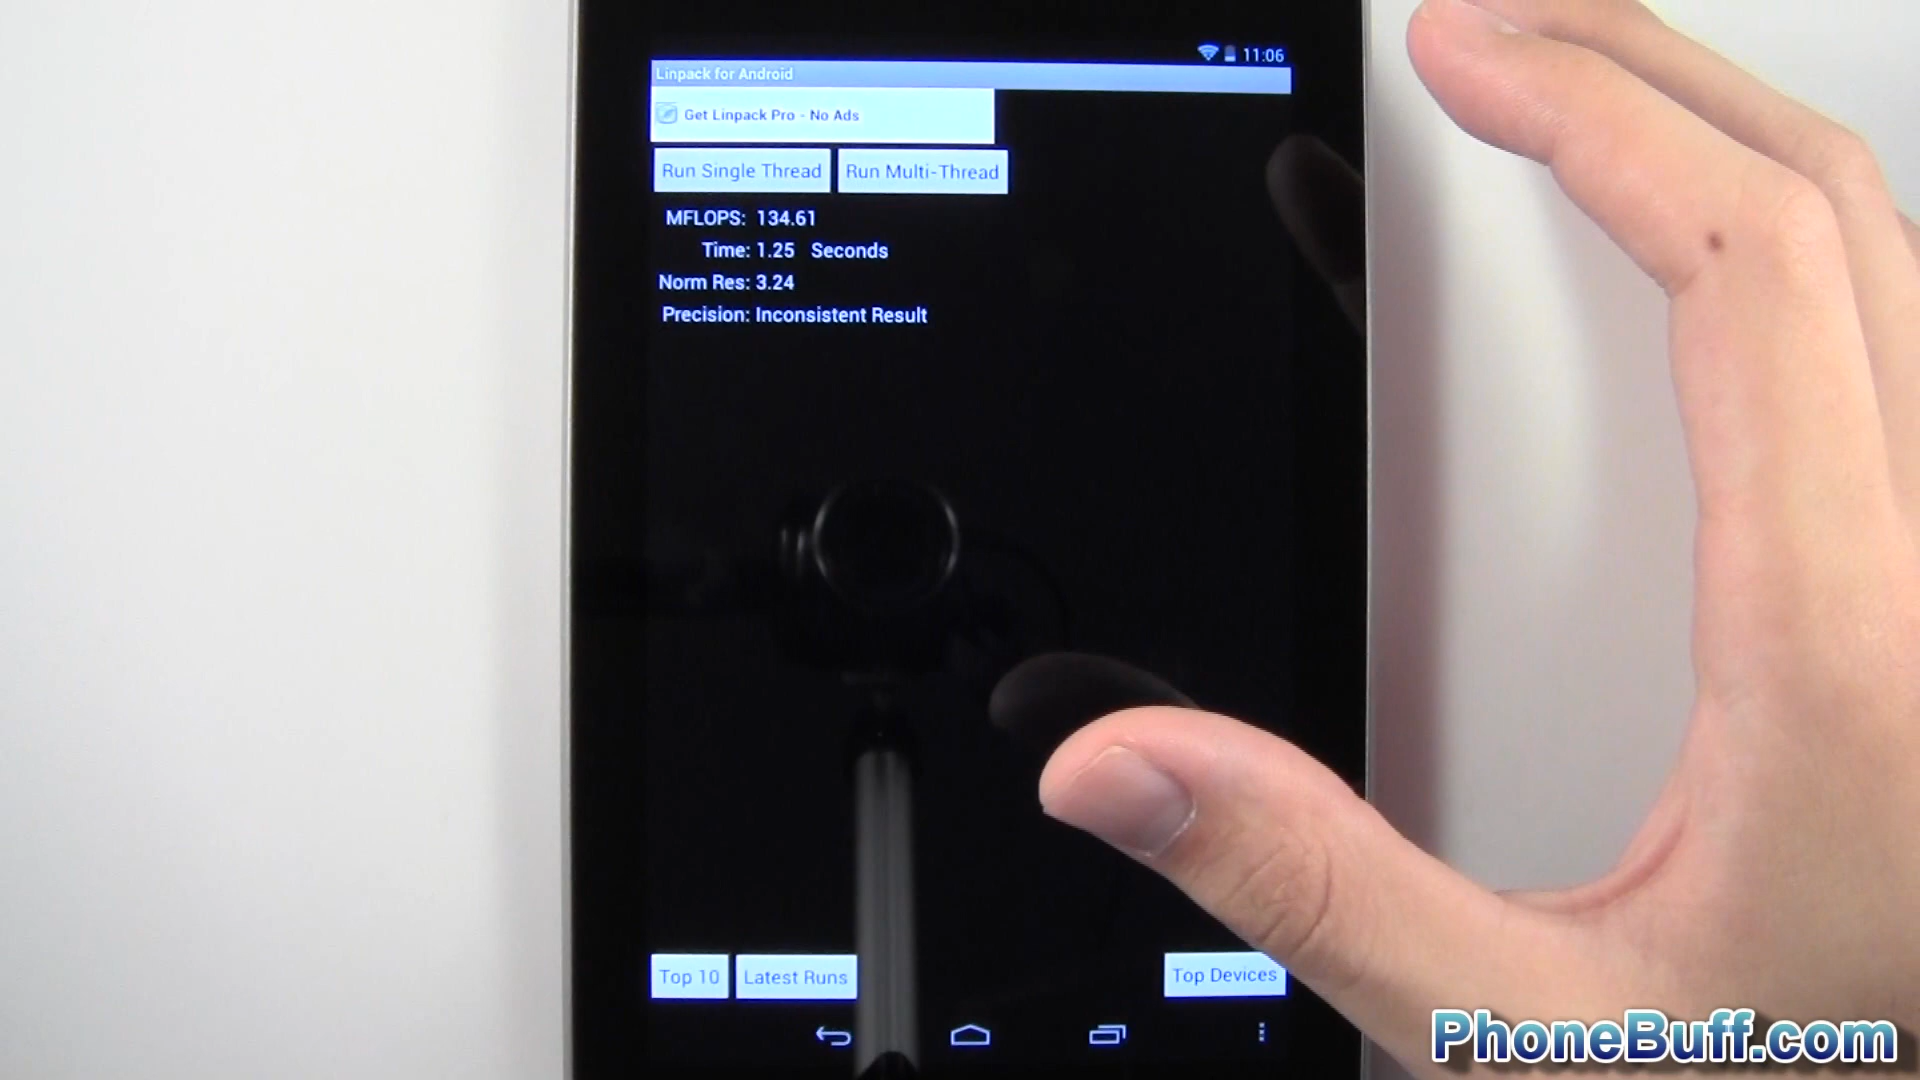 11:06
Linpack for Android
Get Linpack Pro - No Ads
Run Single Thread Run Multi-Thread
MFLOPS: 134.61
Time: 1.25 Seconds
Norm Res: 3.24
Precision: Inconsistent Result
Top 10 Latest Runs Top Devices
PhoneBuff.com